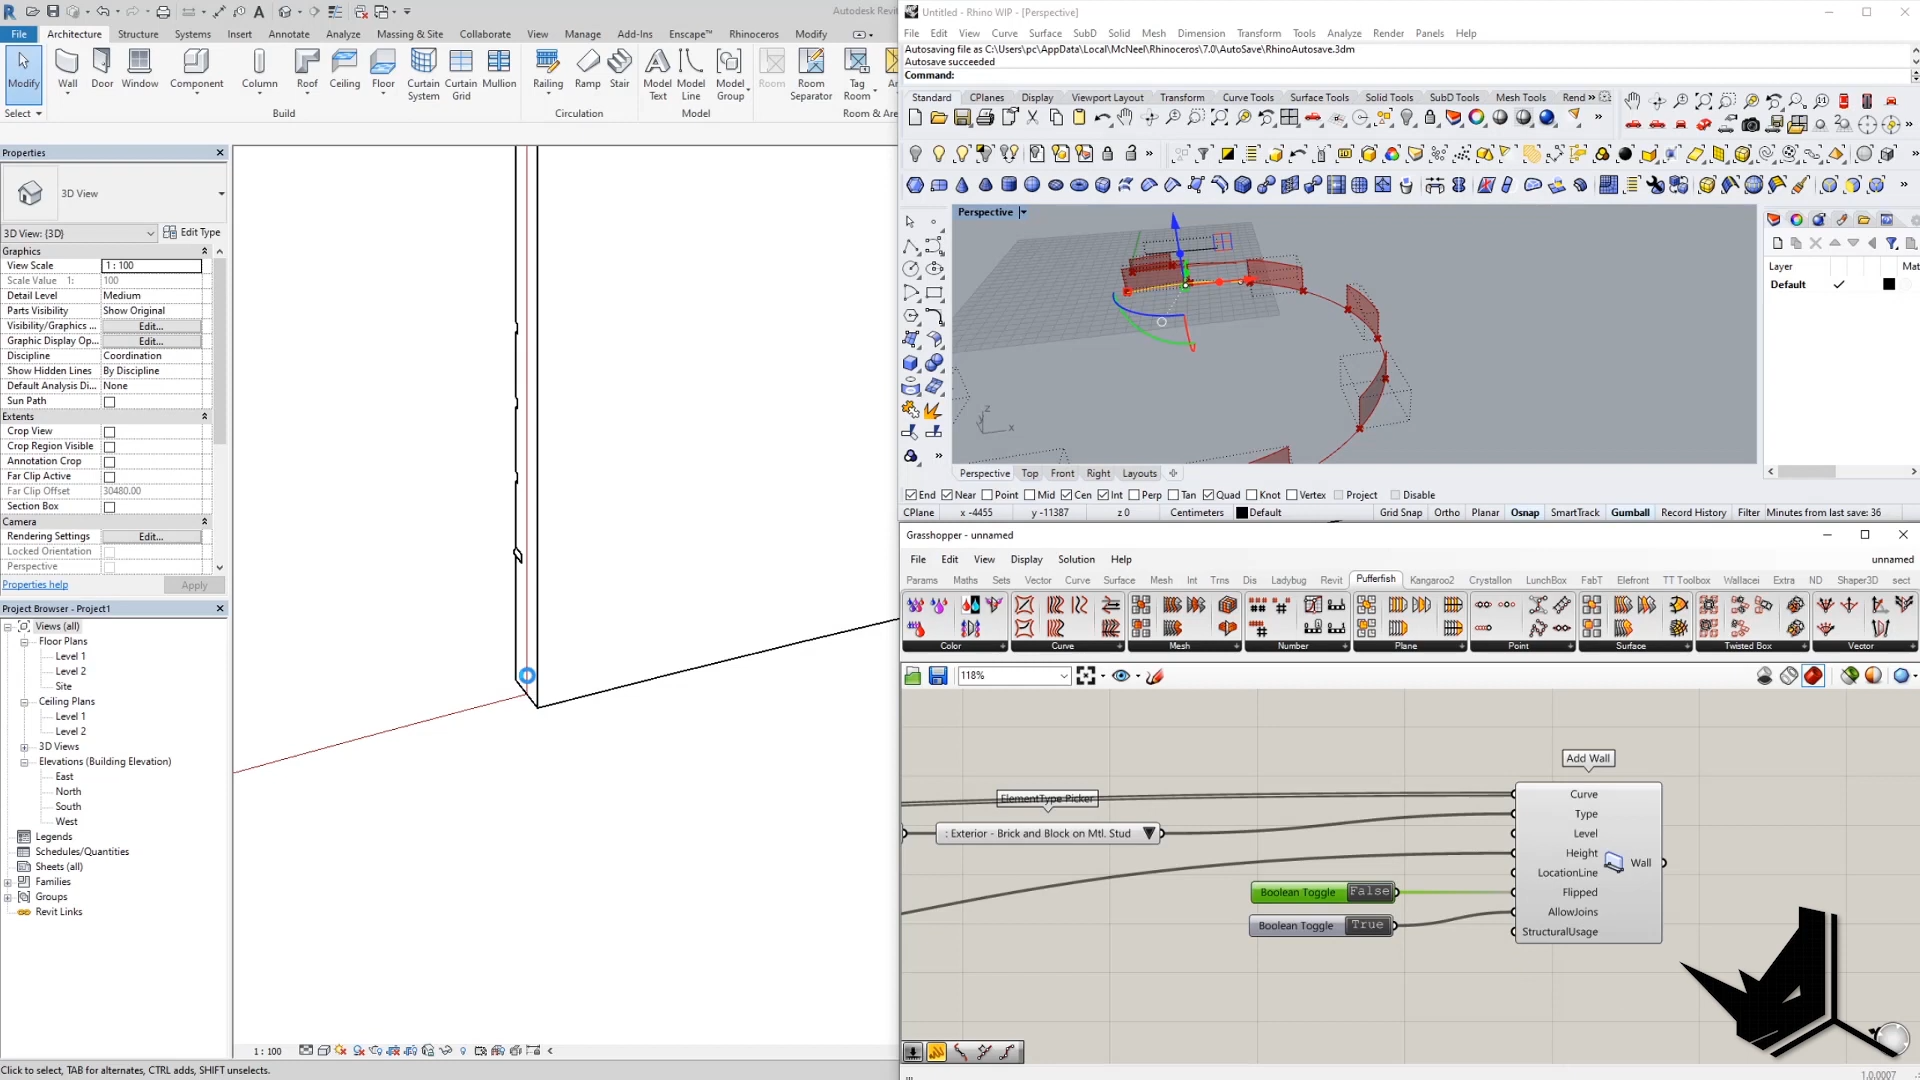 Autodesk Revit
File Architecture Structure Systems Insert Annotate Analyze Massing & Site Collaborate View Manage Add-Ins Enscape™ Rhinoceros Modify
Modify Wall Door Window Component Column Roof Ceiling Floor Curtain System Curtain Grid Mullion Railing Ramp Stair Model Text Model Line Model Group Room Room Separator Tag Room
Select Build Circulation Model Room & Area
Properties
3D View
3D View: {3D} Edit Type
Graphics
View Scale 1 : 100
Scale Value 1: 100
Detail Level Medium
Parts Visibility Show Original
Visibility/Graphics ... Edit...
Graphic Display Op... Edit...
Discipline Coordination
Show Hidden Lines By Discipline
Default Analysis Di... None
Sun Path
Extents
Crop View
Crop Region Visible
Annotation Crop
Far Clip Active
Far Clip Offset 30480.00
Section Box
Camera
Rendering Settings Edit...
Locked Orientation
Perspective
Properties help Apply
Project Browser - Project1
Views (all)
Floor Plans
Level 1
Level 2
Site
Ceiling Plans
Level 1
Level 2
3D Views
Elevations (Building Elevation)
East
North
South
West
Legends
Schedules/Quantities
Sheets (all)
Families
Groups
Revit Links
1 : 100
Click to select, TAB for alternates, CTRL adds, SHIFT unselects.
Untitled - Rhino WIP - [Perspective]
File Edit View Curve Surface SubD Solid Mesh Dimension Transform Tools Analyze Render Panels Help
Autosaving file as C:\Users\pc\AppData\Local\McNeel\Rhinoceros\7.0\AutoSave\RhinoAutosave.3dm
Autosave succeeded
Command:
Standard CPlanes Display Viewport Layout Transform Curve Tools Surface Tools Solid Tools SubD Tools Mesh Tools Rend »
Perspective
z
x
Layer Mat
Default
Perspective Top Front Right Layouts
End Near Point Mid Cen Int Perp Tan Quad Knot Vertex Project Disable
CPlane x -4455 y -11387 z 0 Centimeters Default Grid Snap Ortho Planar Osnap SmartTrack Gumball Record History Filter Minutes from last save: 36
Grasshopper - unnamed
File Edit View Display Solution Help unnamed
Params Maths Sets Vector Curve Surface Mesh Int Trns Dis Ladybug Revit Pufferfish Kangaroo2 Crystallon LunchBox FabT Elefront TT Toolbox Wallacei Extra ND Shaper3D sect
Color Curve Mesh Number Plane Point Surface Twisted Box Vector
118%
Add Wall
ElementType Picker
: Exterior - Brick and Block on Mtl. Stud
Boolean Toggle False
Boolean Toggle True
Curve
Type
Level
Height
LocationLine
Flipped
AllowJoins
StructuralUsage
Wall
1.0.0007